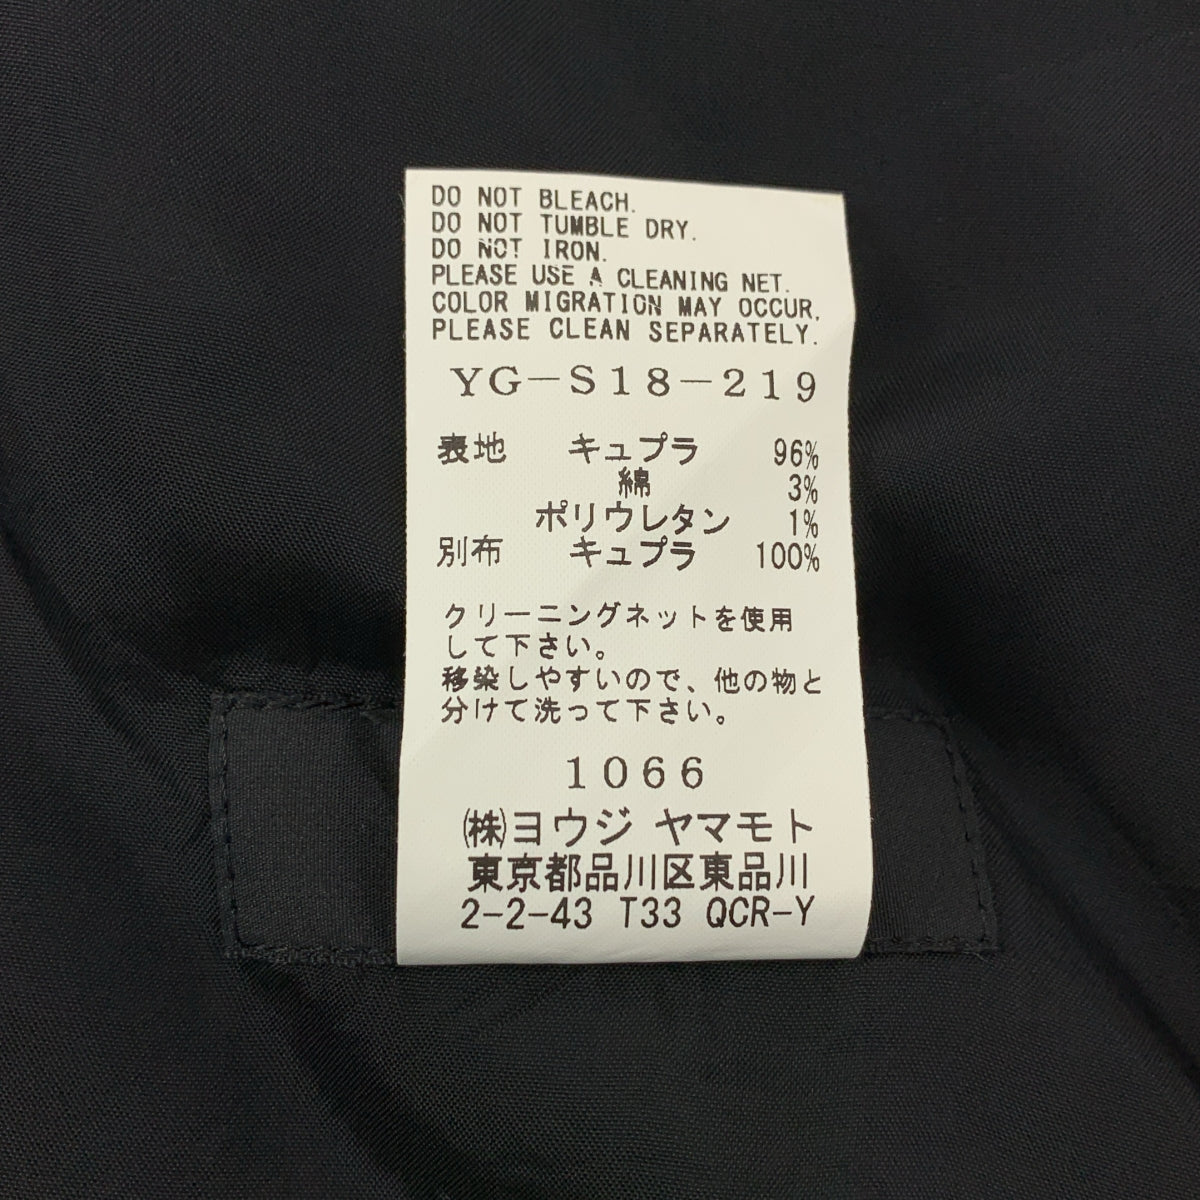 DO NOT BLEACH.
DO NOT TUMBLE DRY.
DO NOT IRON.
PLEASE USE A CLEANING NET.
COLOR MIGRATION MAY OCCUR.
PLEASE CLEAN SEPARATELY.
YG-S18-219
表地 キュプラ 96%
綿 3%
ポリウレタン 1%
別布 キュプラ 100%
クリーニングネットを使用
して下さい。
移染しやすいので、他の物と
分けて洗って下さい。
1066
㈱ヨウジ ヤマモト
東京都品川区東品川
2-2-43 T33 QCR-Y